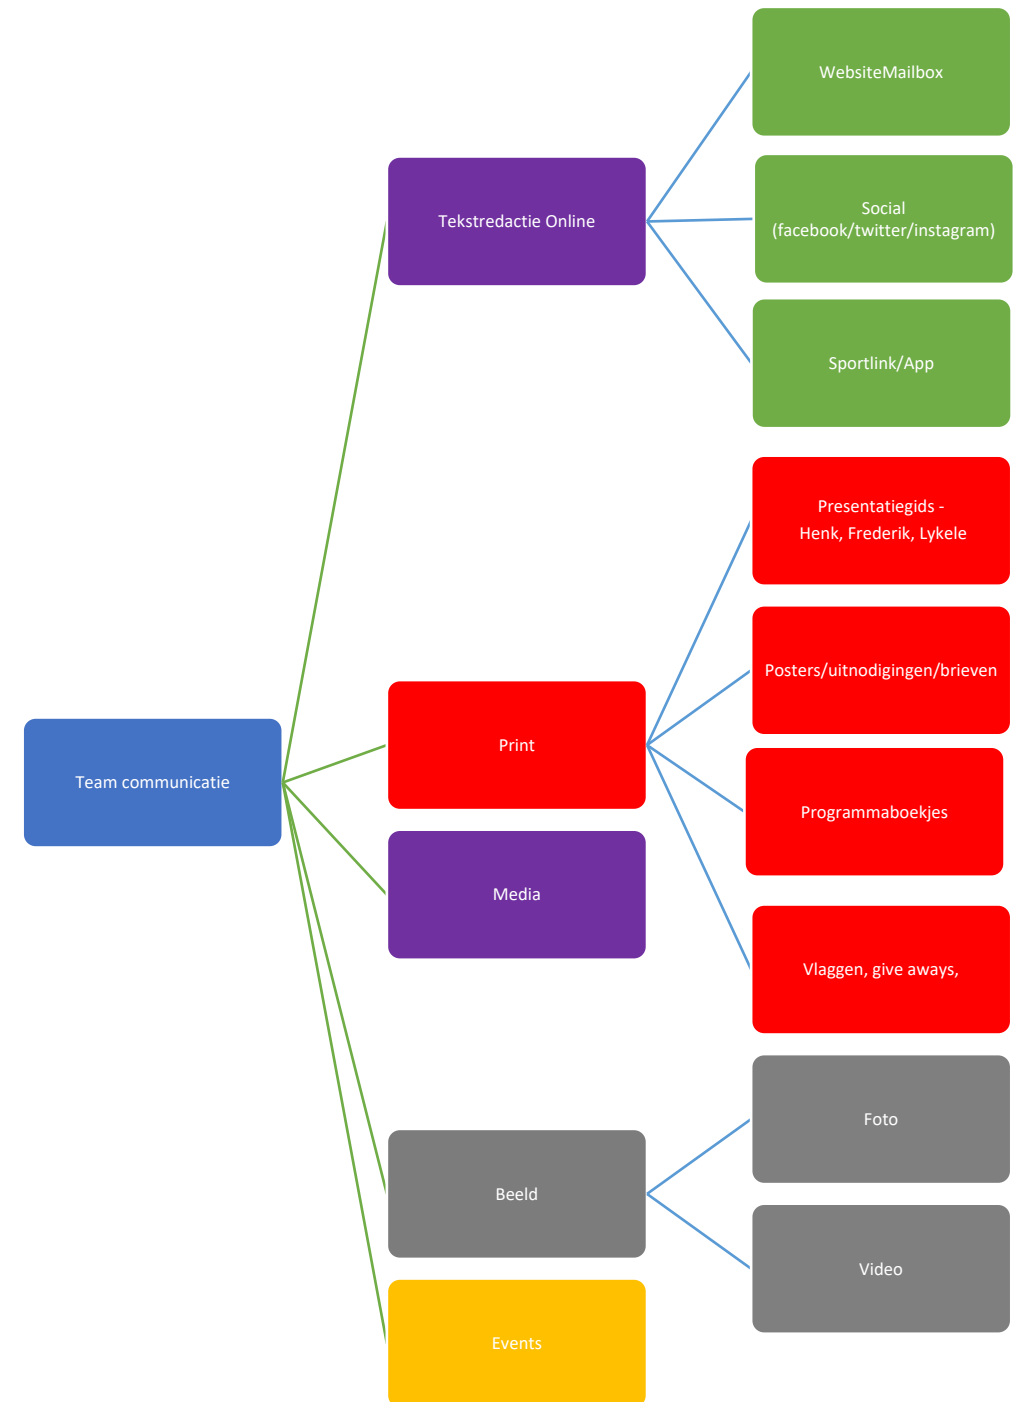 WebsiteMailbox
Tekstredactie Online
Social
(facebook/twitter/instagram)
Sportlink/App
Presentatiegids -
Henk, Frederik, Lykele
Posters/uitnodigingen/brieven
Print
Team communicatie
Programmaboekjes
Media
Vlaggen, give aways,
Foto
Beeld
Video
Events